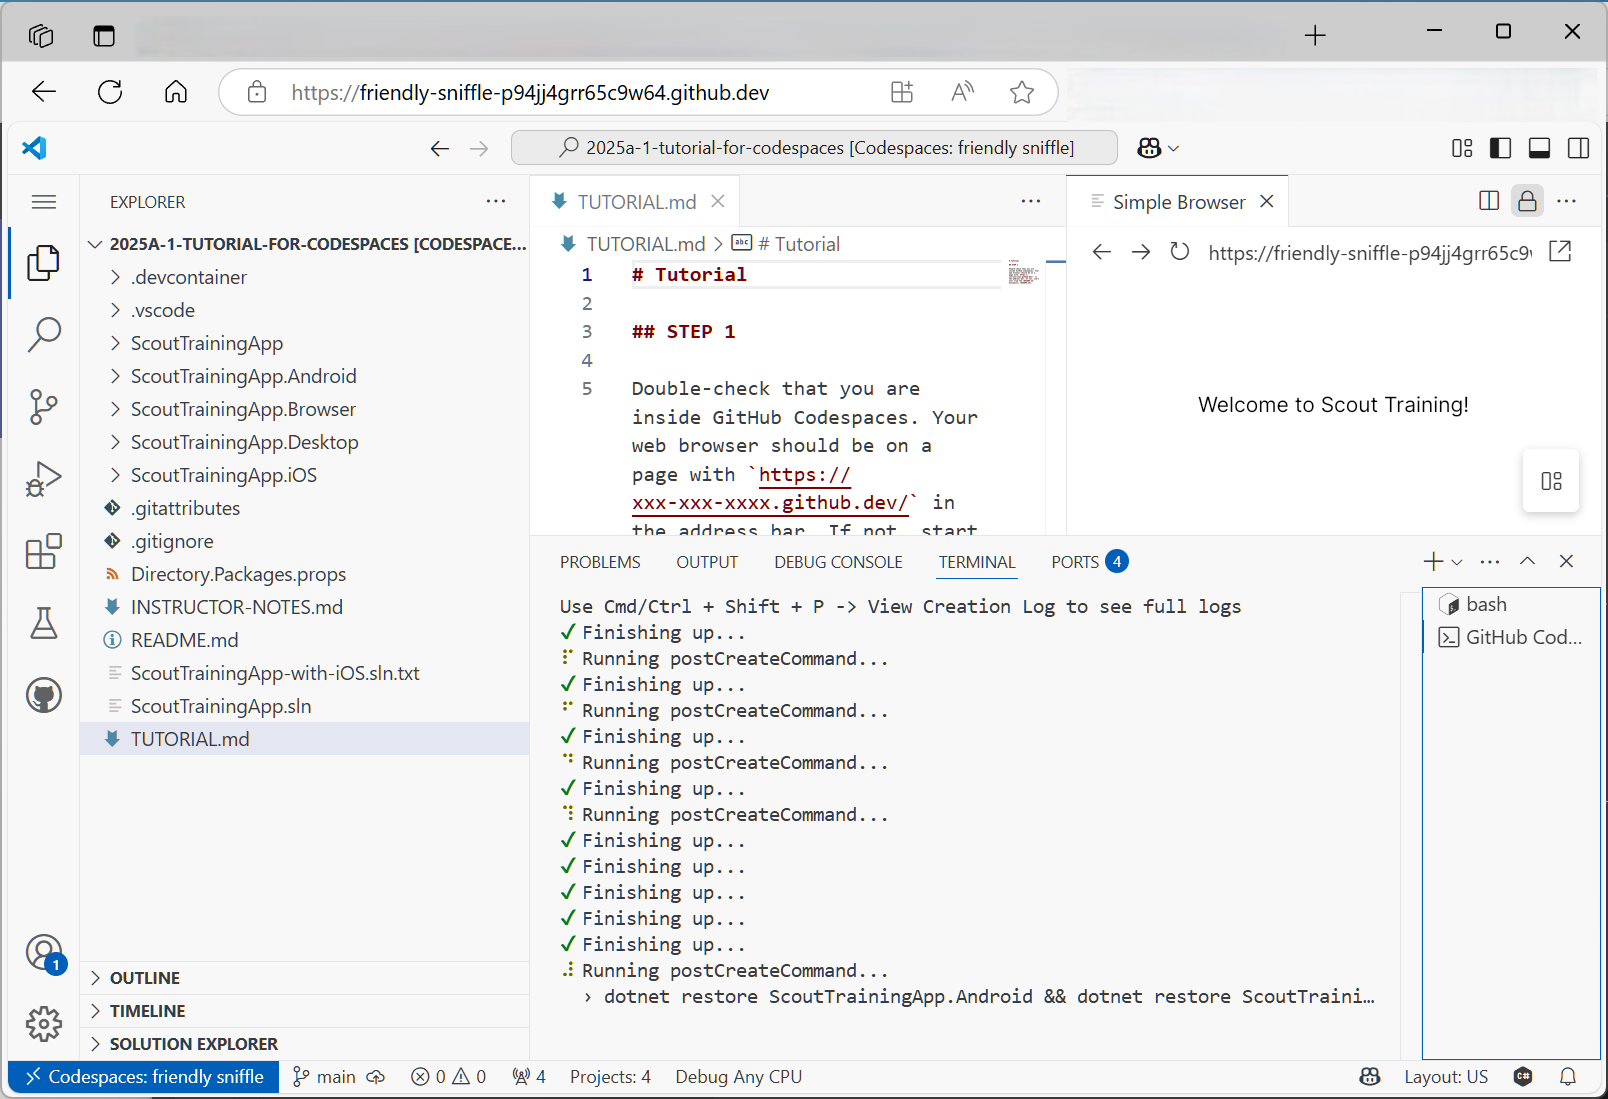 https://friendly-sniffle-p94jj4grr65c9w64.github.dev
2025a-1-tutorial-for-codespaces [Codespaces: friendly sniffle]
EXPLORER
2025A-1-TUTORIAL-FOR-CODESPACES [CODESPACE...
.devcontainer
.vscode
ScoutTrainingApp
ScoutTrainingApp.Android
ScoutTrainingApp.Browser
ScoutTrainingApp.Desktop
ScoutTrainingApp.iOS
.gitattributes
.gitignore
Directory.Packages.props
INSTRUCTOR-NOTES.md
README.md
ScoutTrainingApp-with-iOS.sln.txt
ScoutTrainingApp.sln
TUTORIAL.md
OUTLINE
TIMELINE
SOLUTION EXPLORER
1
TUTORIAL.md
TUTORIAL.md > # Tutorial
1 # Tutorial
2
3 ## STEP 1
4
5 Double-check that you are
inside GitHub Codespaces. Your
web browser should be on a
page with `https://
xxx-xxx-xxxx.github.dev/` in
the address bar. If not, start
Simple Browser
https://friendly-sniffle-p94jj4grr65c9w
Welcome to Scout Training!
PROBLEMS OUTPUT DEBUG CONSOLE TERMINAL PORTS 4
Use Cmd/Ctrl + Shift + P -> View Creation Log to see full logs
✓ Finishing up...
Running postCreateCommand...
✓ Finishing up...
Running postCreateCommand...
✓ Finishing up...
Running postCreateCommand...
✓ Finishing up...
Running postCreateCommand...
✓ Finishing up...
✓ Finishing up...
✓ Finishing up...
✓ Finishing up...
✓ Finishing up...
Running postCreateCommand...
› dotnet restore ScoutTrainingApp.Android && dotnet restore ScoutTraini…
bash
GitHub Cod...
Codespaces: friendly sniffle main 0 0 4 Projects: 4 Debug Any CPU Layout: US C#